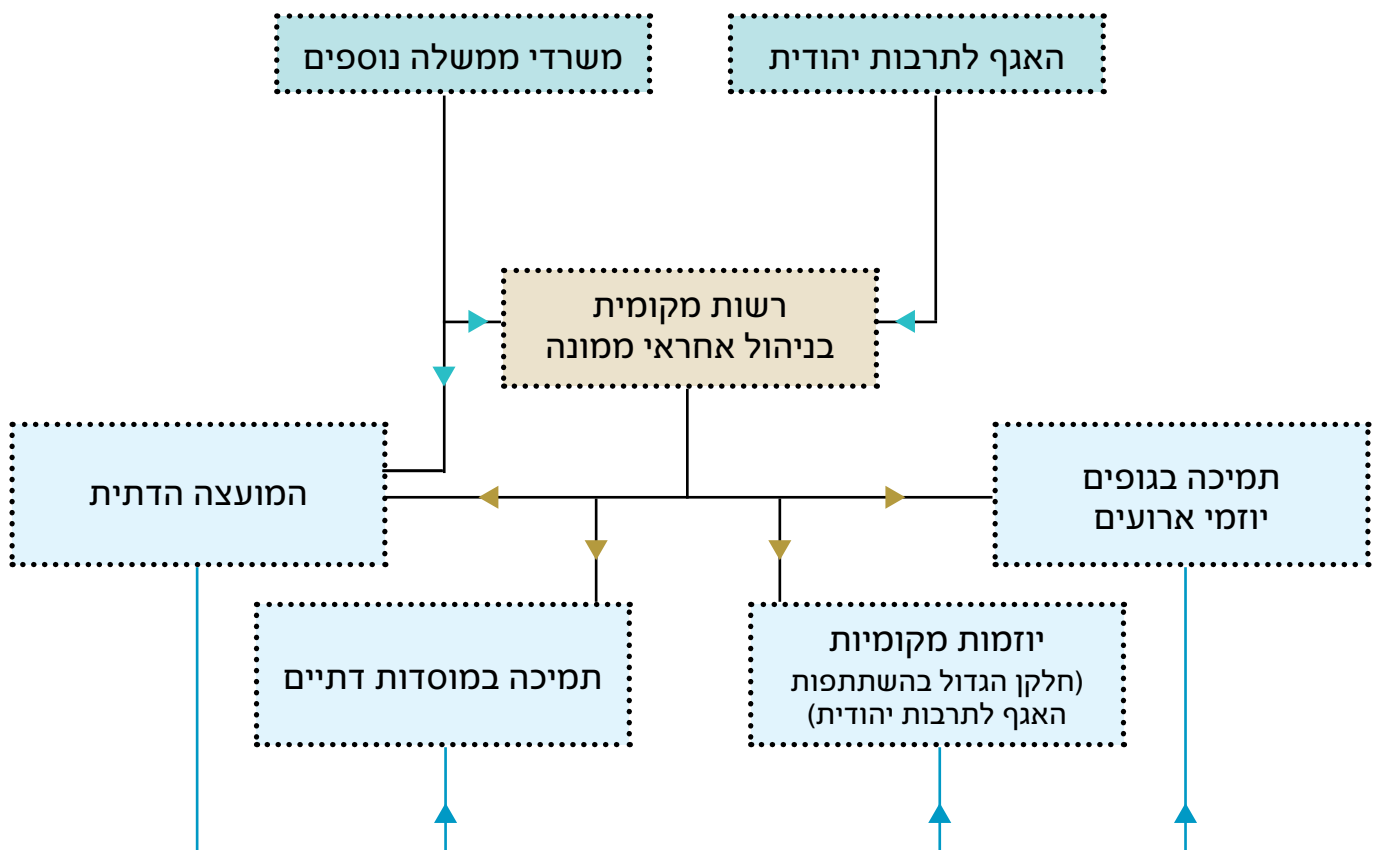 האגף לתרבות יהודית
משרדי ממשלה נוספים
רשות מקומית
בניהול אחראי ממונה
תמיכה בגופים
יוזמי ארועים
המועצה הדתית
יוזמות מקומיות
(חלקן הגדול בהשתתפות
האגף לתרבות יהודית)
תמיכה במוסדות דתיים